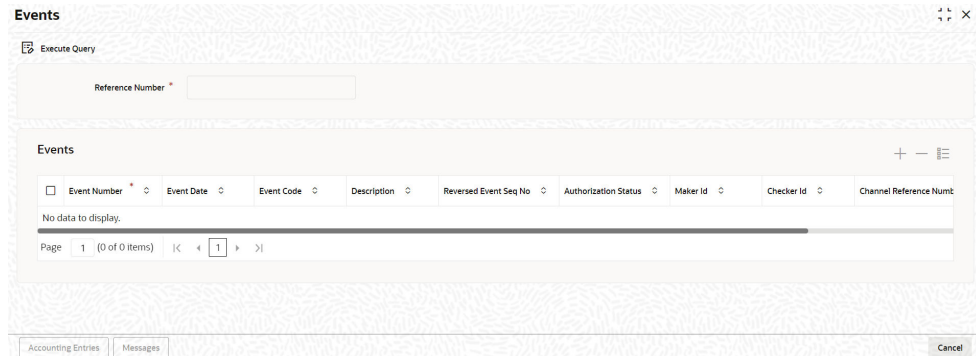 Events
Execute Query
Reference Number *
Events
Event Number * Event Date Event Code Description Reversed Event Seq No Authorization Status Maker Id Checker Id Channel Reference Numb
No data to display.
Page 1 (0 of 0 items) 1
Accounting Entries Messages Cancel